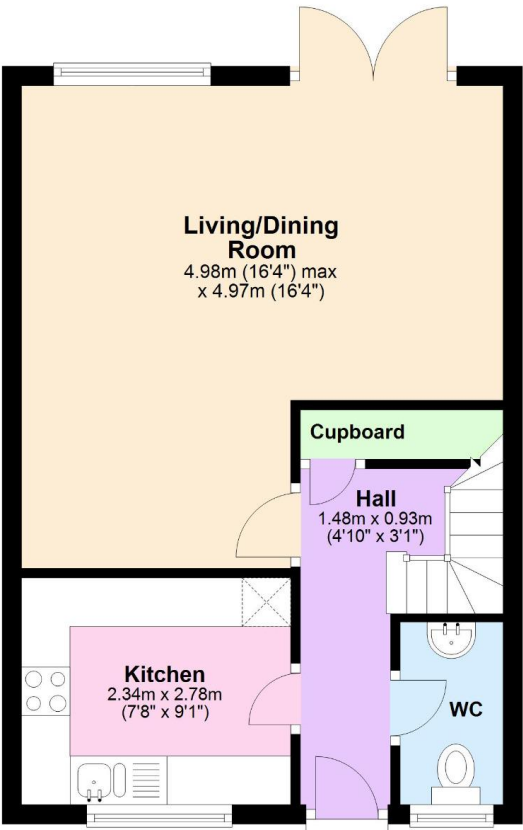 Living/Dining
Room
4.98m (16'4") max
x 4.97m (16'4")
Cupboard
Hall
1.48m x 0.93m
(4'10" x 3'1")
Kitchen
2.34m x 2.78m
(7'8" x 9'1")
WC